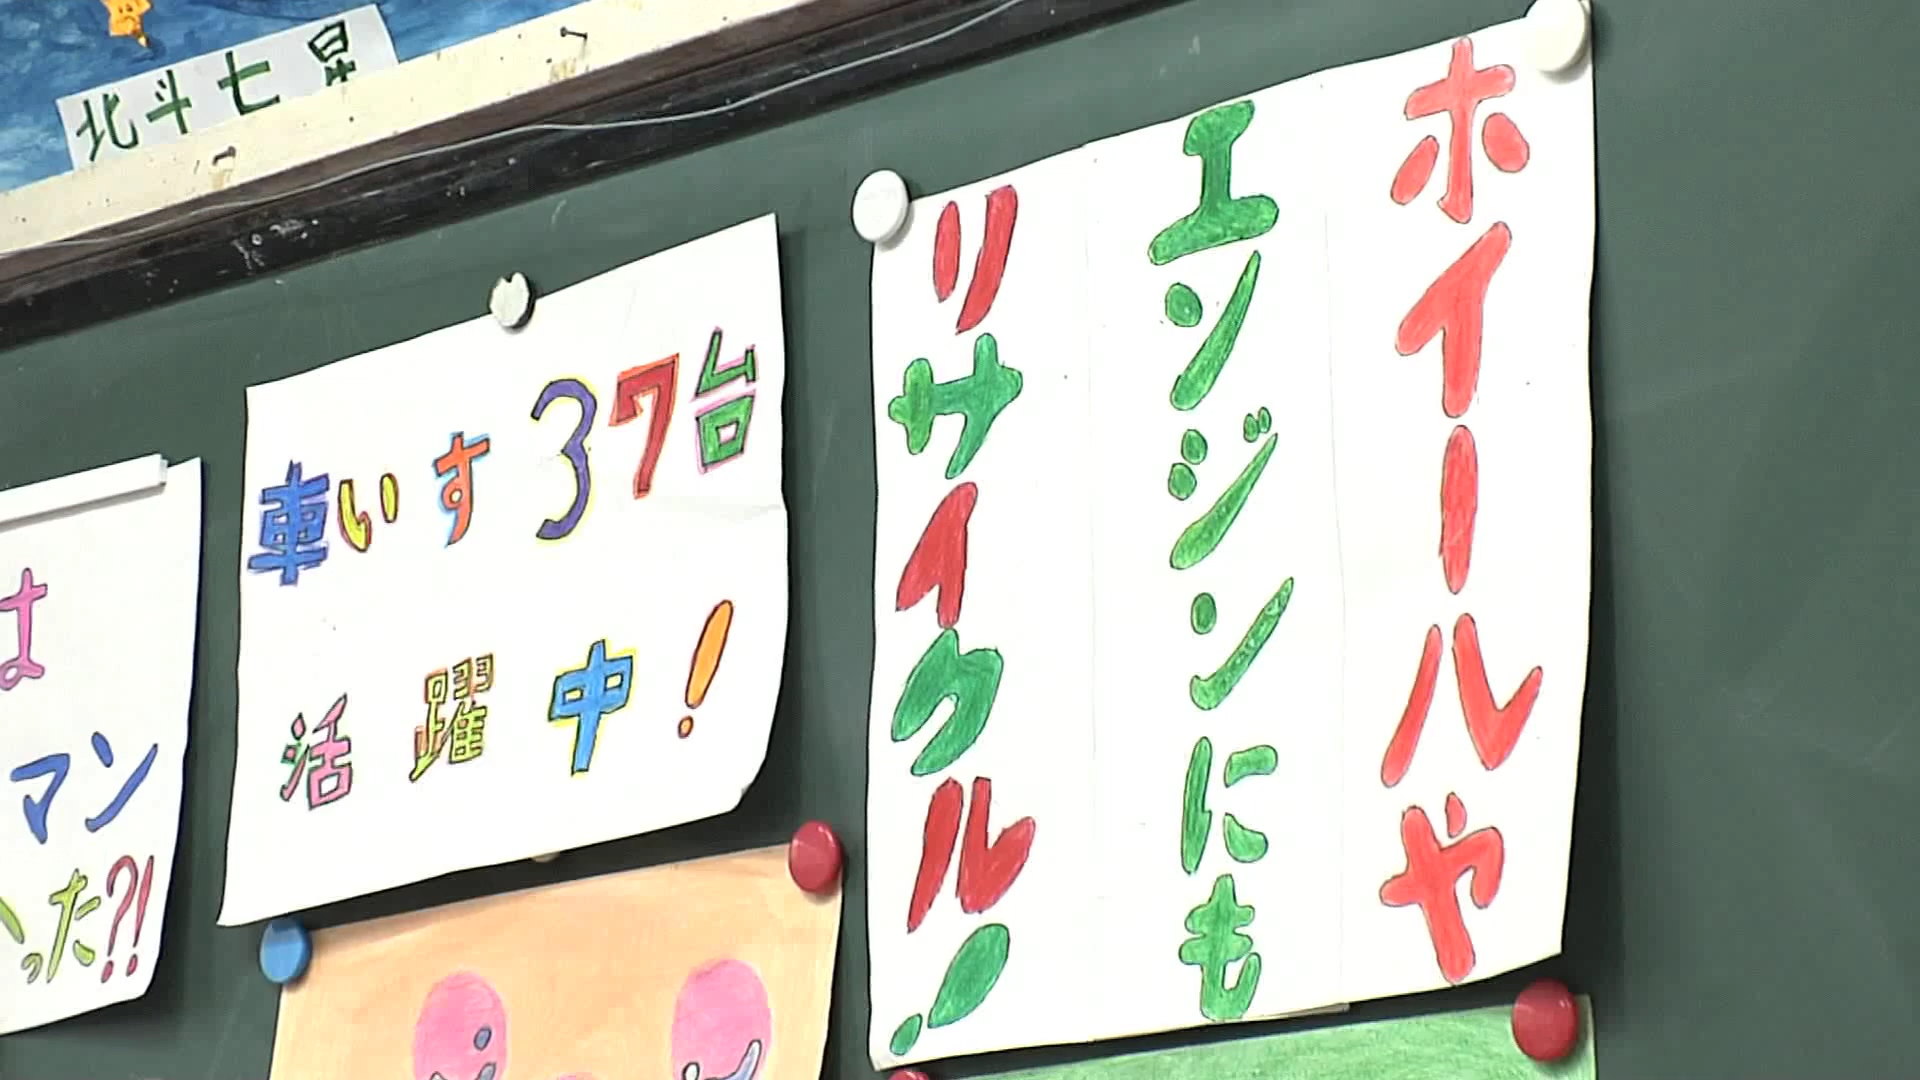 北斗七星
ホイールや
エンジンにも
リサイクル!
車いす37台
活躍中!
は
マン
った?!